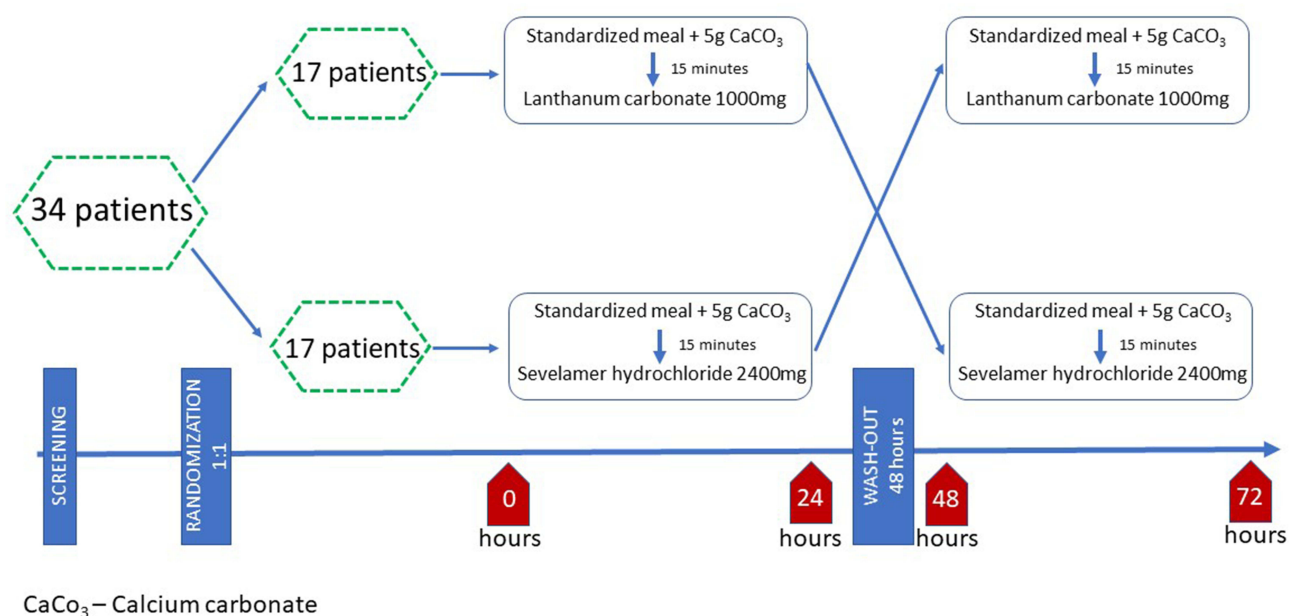 34 patients
17 patients
Standardized meal + 5g CaCO₃
15 minutes
Lanthanum carbonate 1000mg
Standardized meal + 5g CaCO₃
15 minutes
Lanthanum carbonate 1000mg
17 patients
Standardized meal + 5g CaCO₃
15 minutes
Sevelamer hydrochloride 2400mg
Standardized meal + 5g CaCO₃
15 minutes
Sevelamer hydrochloride 2400mg
SCREENING
RANDOMIZATION
1:1
0
hours
24
hours
WASH-OUT
48 hours
48
hours
72
hours
CaCo₃ – Calcium carbonate